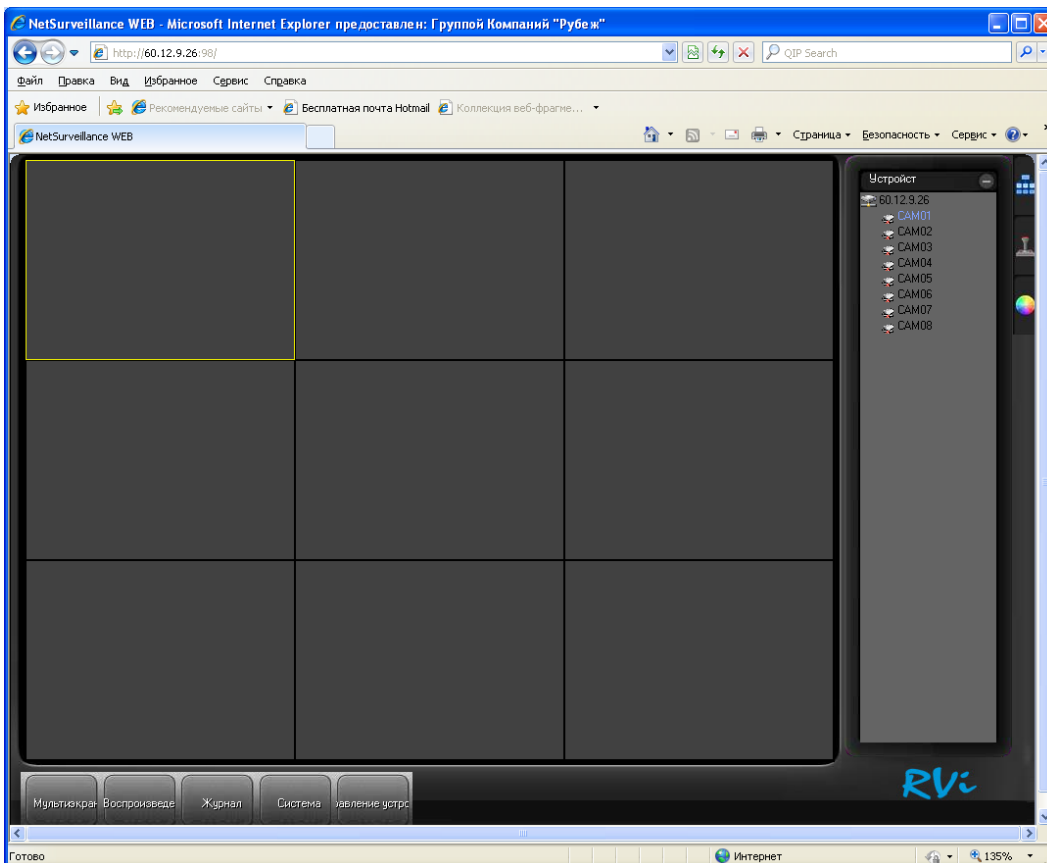 NetSurveillance WEB - Microsoft Internet Explorer предоставлен: Группой Компаний "Рубеж"
http://60.12.9.26:98/
QIP Search
Файл Правка Вид Избранное Сервис Справка
Избранное Рекомендуемые сайты Бесплатная почта Hotmail Коллекция веб-фрагме...
NetSurveillance WEB
Страница Безопасность Сервис
Устройст
60.12.9.26
CAM01
CAM02
CAM03
CAM04
CAM05
CAM06
CAM07
CAM08
RVi
Мультиэкран Воспроизведе Журнал Система равление устрс
Готово Интернет 135%